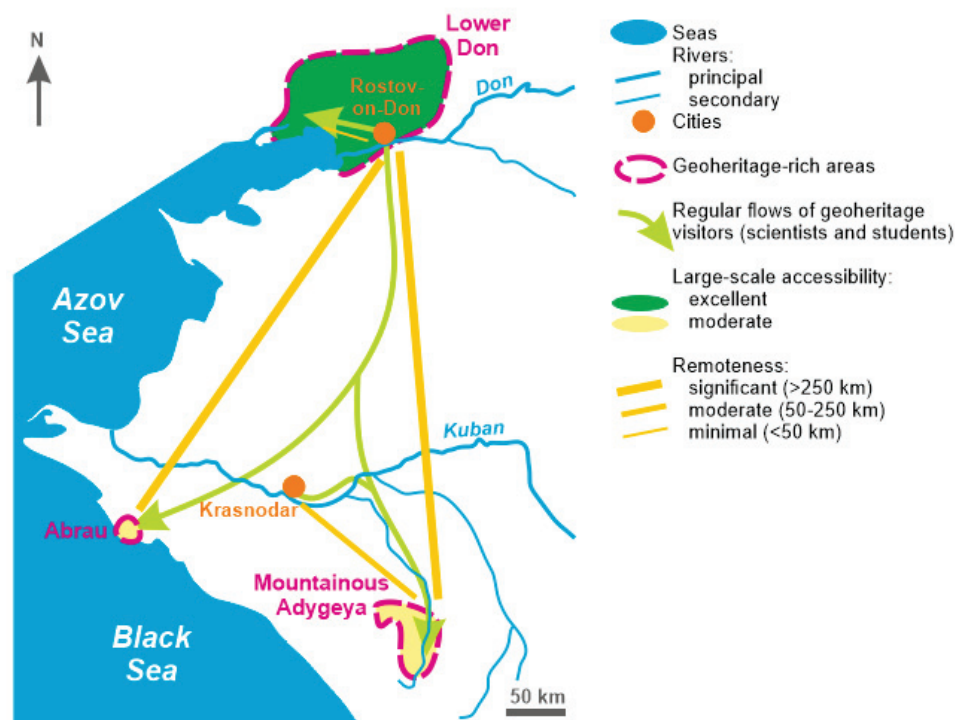 N
Lower
Don
Rostov-
on-Don
Don
Azov
Sea
Kuban
Krasnodar
Abrau
Mountainous
Adygeya
Black
Sea
50 km
Seas
Rivers:
principal
secondary
Cities
Geoheritage-rich areas
Regular flows of geoheritage
visitors (scientists and students)
Large-scale accessibility:
excellent
moderate
Remoteness:
significant (>250 km)
moderate (50-250 km)
minimal (<50 km)